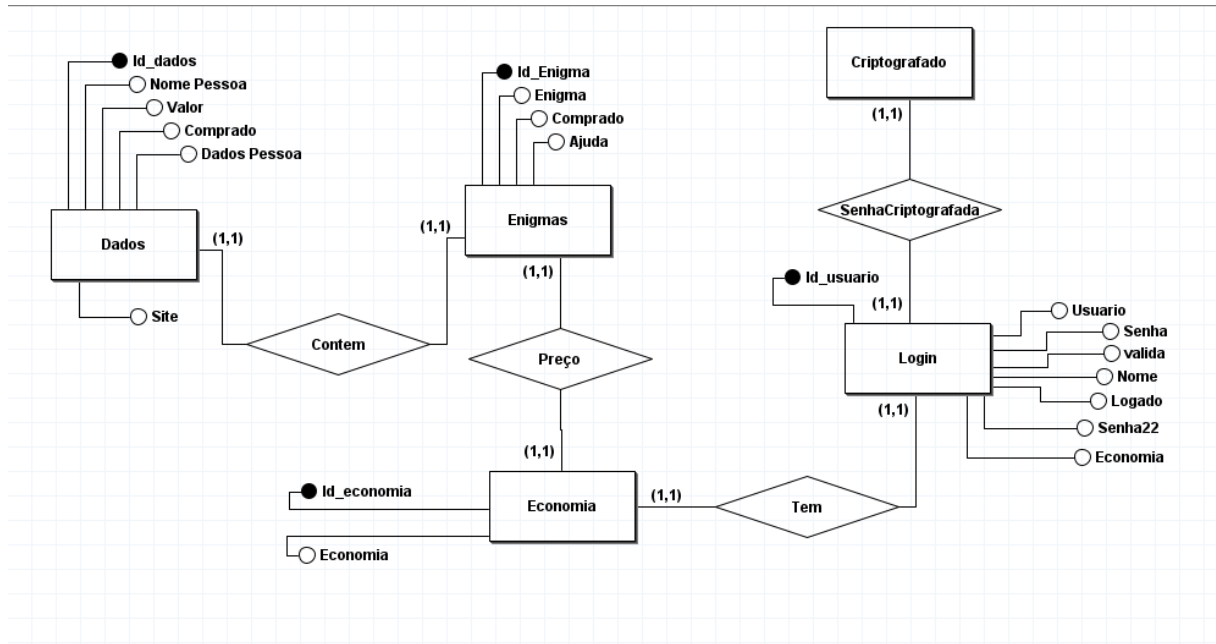 Id_dados
Nome Pessoa
Valor
Comprado
Dados Pessoa
Dados
(1,1)
Site
Contem
Id_Enigma
Enigma
Comprado
Ajuda
(1,1)
Enigmas
(1,1)
Preço
(1,1)
Id_economia
Economia
Economia
(1,1)
Tem
Criptografado
(1,1)
SenhaCriptografada
Id_usuario
(1,1)
Login
Usuario
Senha
valida
Nome
Logado
Senha22
Economia
(1,1)